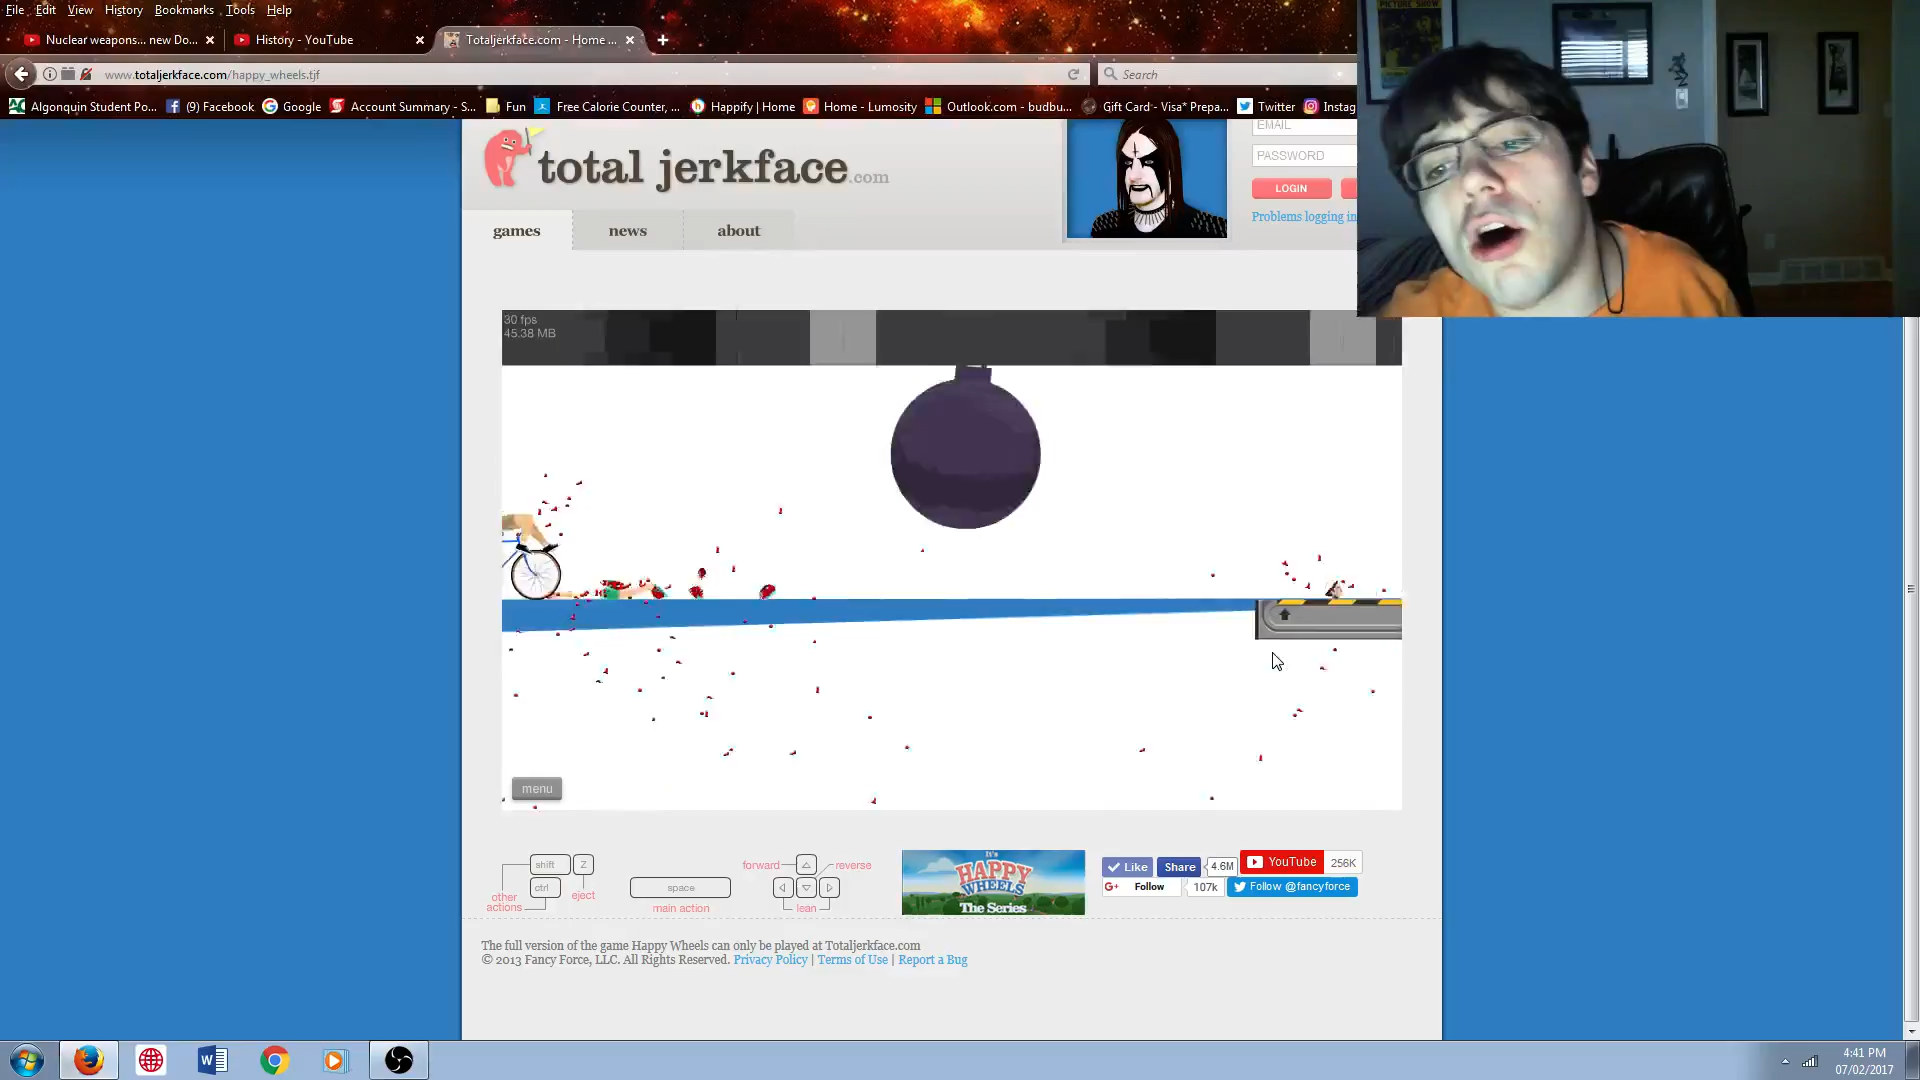 File Edit View History Bookmarks Tools Help
Nuclear weapons... new Do...
History - YouTube
Totaljerkface.com - Home ...
www.totaljerkface.com/happy_wheels.tjf
Search
Algonquin Student Po... (9) Facebook Google Account Summary - S... Fun Free Calorie Counter, ... Happify | Home Home - Lumosity Outlook.com - budbu... Gift Card - Visa* Prepa... Twitter Instag
PICTURE SHOW
total jerkface.com
EMAIL
PASSWORD
LOGIN
Problems logging in
games news about
30 fps
45.38 MB
menu
shift Z
ctrl
other actions
eject
space
main action
forward reverse
lean
It's
HAPPY
WHEELS
The Series
Like Share 4.6M YouTube 256K
G+ Follow 107k Follow @fancyforce
The full version of the game Happy Wheels can only be played at Totaljerkface.com
© 2013 Fancy Force, LLC. All Rights Reserved. Privacy Policy | Terms of Use | Report a Bug
4:41 PM
07/02/2017